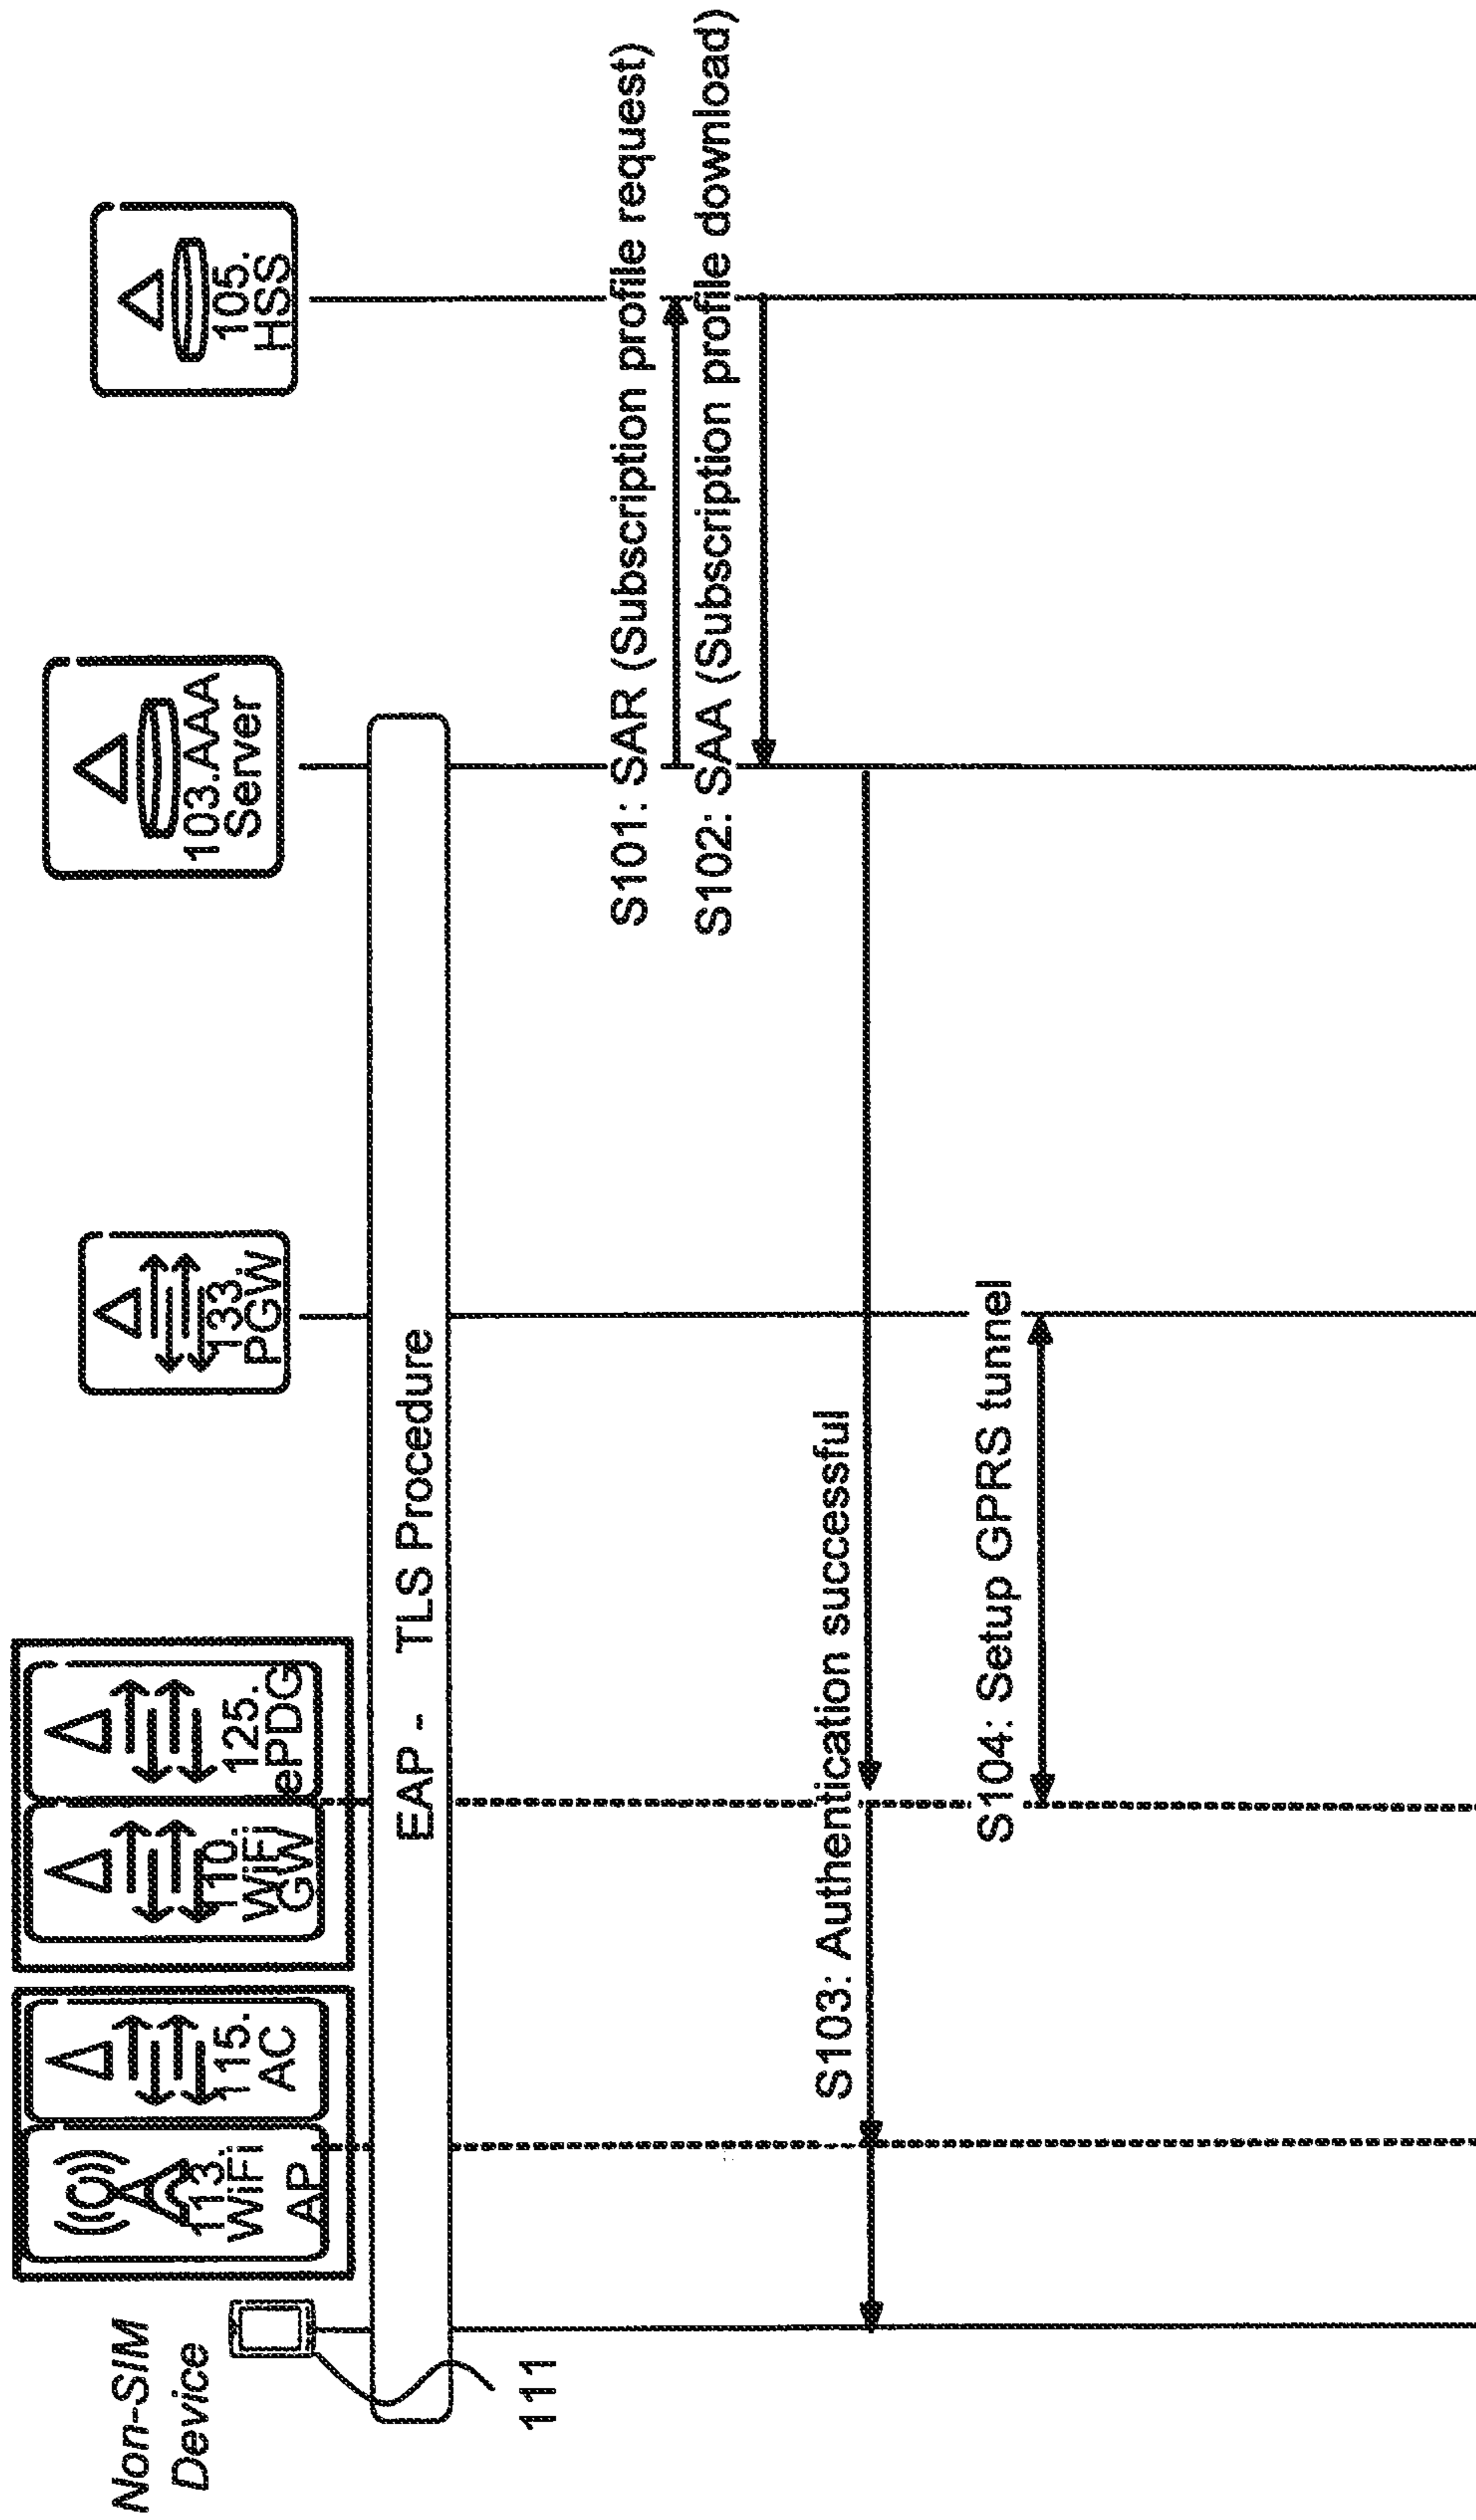 Non-SIM
Device
113.
WiFi
AP
115.
AC
110.
WiFi
GW
125.
ePDG
133.
PGW
103.AAA
Server
105.
HSS
EAP - TLS Procedure
111
S101: SAR (Subscription profile request)
S102: SAA (Subscription profile download)
S103: Authentication successful
S104: Setup GPRS tunnel